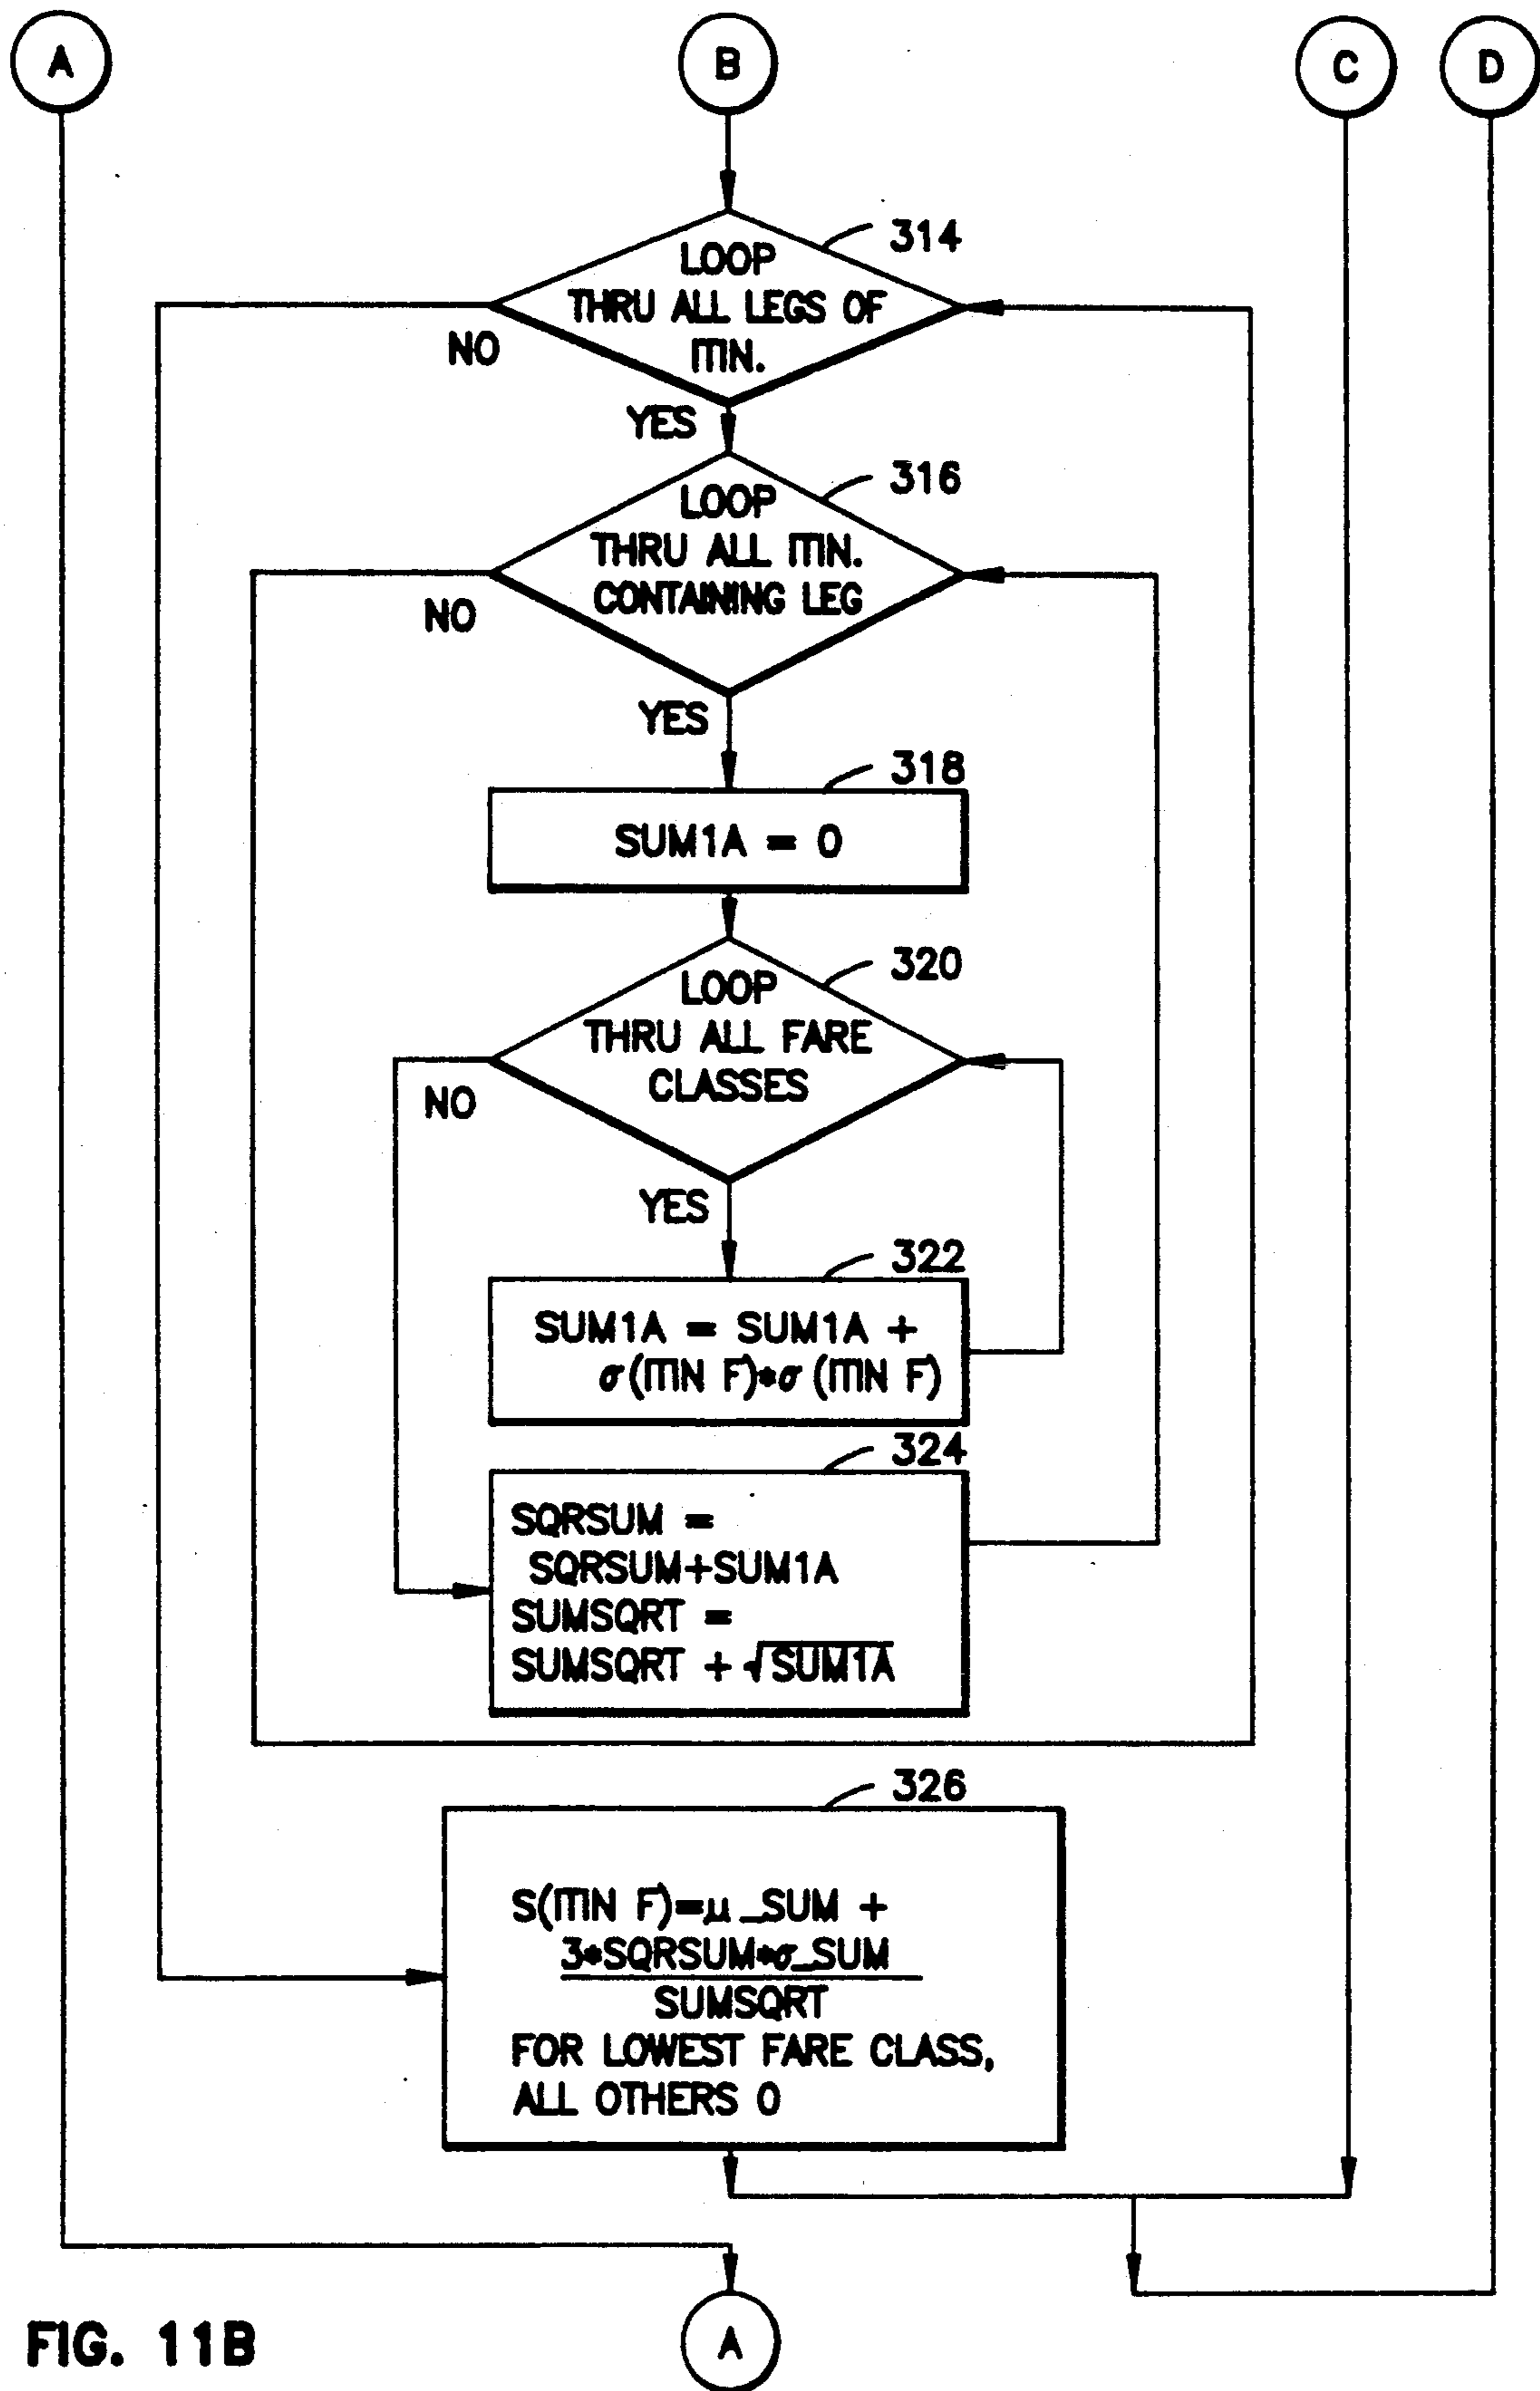 A
B
C
D
314
LOOP
THRU ALL LEGS OF
ITIN.
NO
YES
316
LOOP
THRU ALL ITIN.
CONTAINING LEG
NO
YES
318
SUM1A = 0
320
LOOP
THRU ALL FARE
CLASSES
NO
YES
322
SUM1A = SUM1A +
σ(ITIN F)*σ (ITIN F)
324
SQRSUM =
SQRSUM+SUM1A
SUMSQRT =
SUMSQRT + √SUM1A
326
S(ITIN F)=μ_SUM +
3*SQRSUM*σ_SUM
SUMSQRT
FOR LOWEST FARE CLASS,
ALL OTHERS 0
A
FIG. 11B